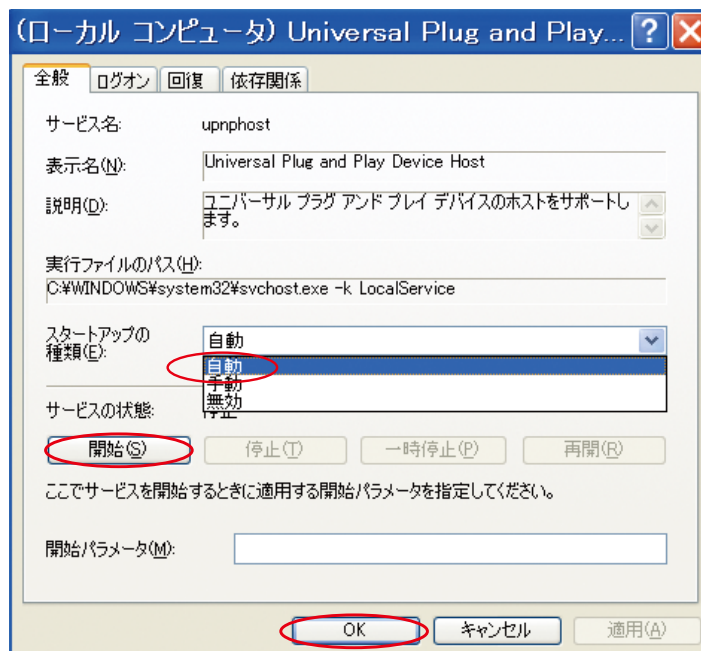 (ローカル コンピュータ) Universal Plug and Play...
全般 ログオン 回復 依存関係
サービス名: upnphost
表示名(N): Universal Plug and Play Device Host
説明(D): ユニバーサル プラグ アンド プレイ デバイスのホストをサポートし
ます。
実行ファイルのパス(H):
C:¥WINDOWS¥system32¥svchost.exe -k LocalService
スタートアップの
種類(E): 自動
自動
手動
無効
サービスの状態: 停止
開始(S) 停止(T) 一時停止(P) 再開(R)
ここでサービスを開始するときに適用する開始パラメータを指定してください。
開始パラメータ(M):
OK キャンセル 適用(A)